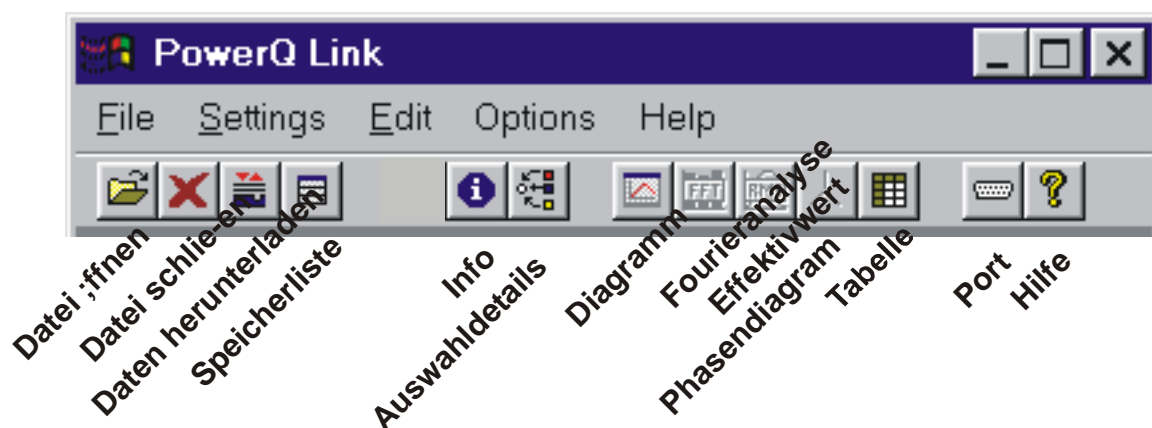 PowerQ Link
File Settings Edit Options Help
FFT
Datei ;ffnen
Datei schlie-en
Daten herunterladen
Speicherliste
Info
Auswahldetails
Diagramm
Fourieranalyse
Effektivwert
Phasendiagram
Tabelle
Port
Hilfe